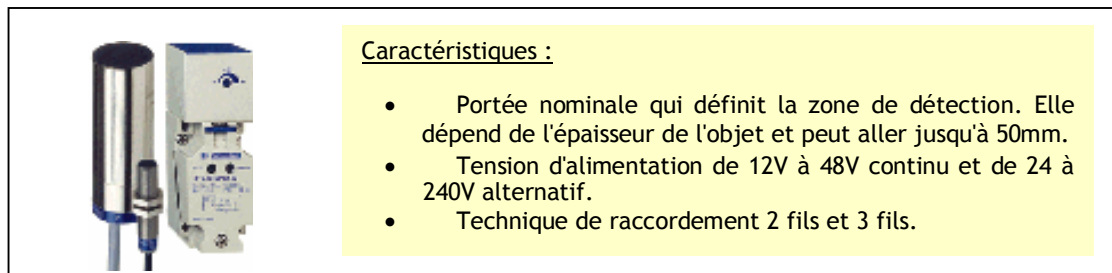 Caractéristiques :
• Portée nominale qui définit la zone de détection. Elle
dépend de l'épaisseur de l'objet et peut aller jusqu'à 50mm.
• Tension d'alimentation de 12V à 48V continu et de 24 à
240V alternatif.
• Technique de raccordement 2 fils et 3 fils.